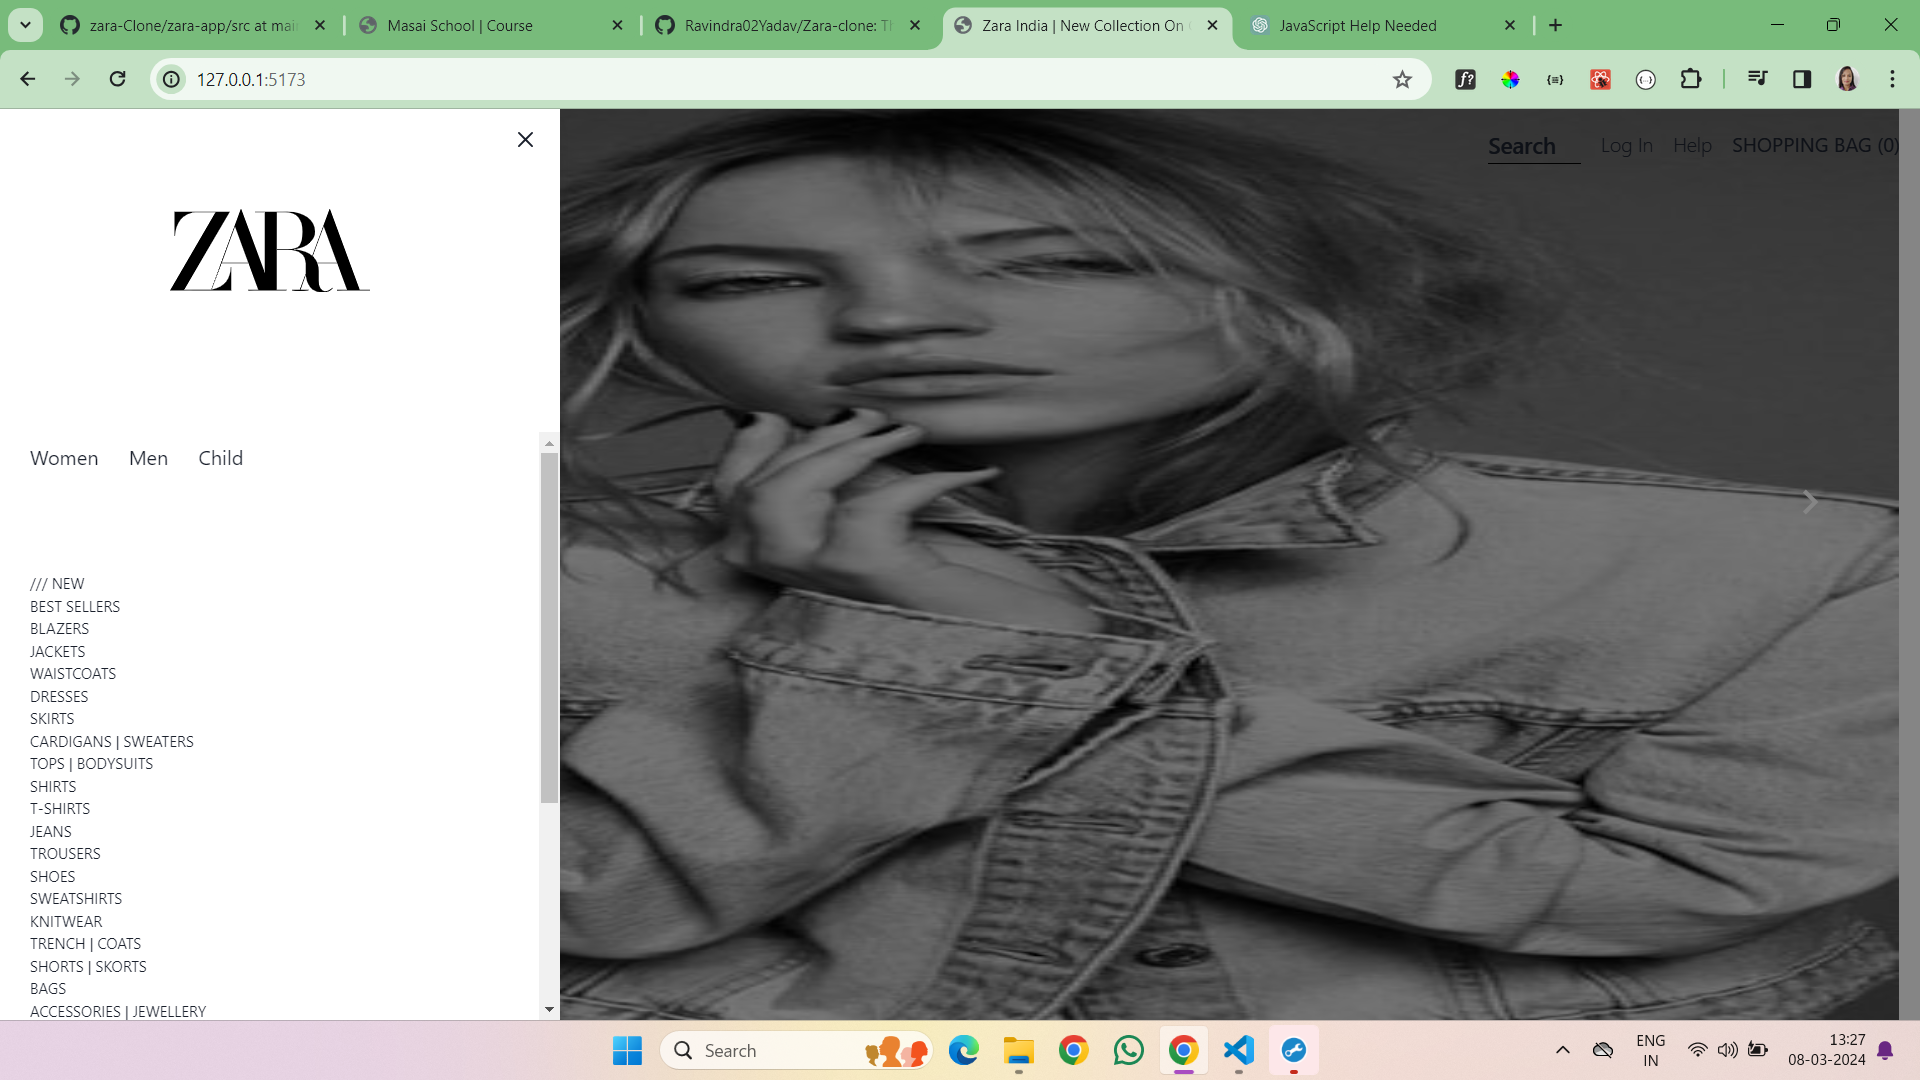 zara-Clone/zara-app/src at mai
Masai School | Course
Ravindra02Yadav/Zara-clone: Th
Zara India | New Collection On
JavaScript Help Needed
127.0.0.1:5173
Search
Log In
Help
SHOPPING BAG (0)
ZARA
Women
Men
Child
/// NEW
BEST SELLERS
BLAZERS
JACKETS
WAISTCOATS
DRESSES
SKIRTS
CARDIGANS | SWEATERS
TOPS | BODYSUITS
SHIRTS
T-SHIRTS
JEANS
TROUSERS
SHOES
SWEATSHIRTS
KNITWEAR
TRENCH | COATS
SHORTS | SKORTS
BAGS
ACCESSORIES | JEWELLERY
Search
ENG
IN
13:27
08-03-2024